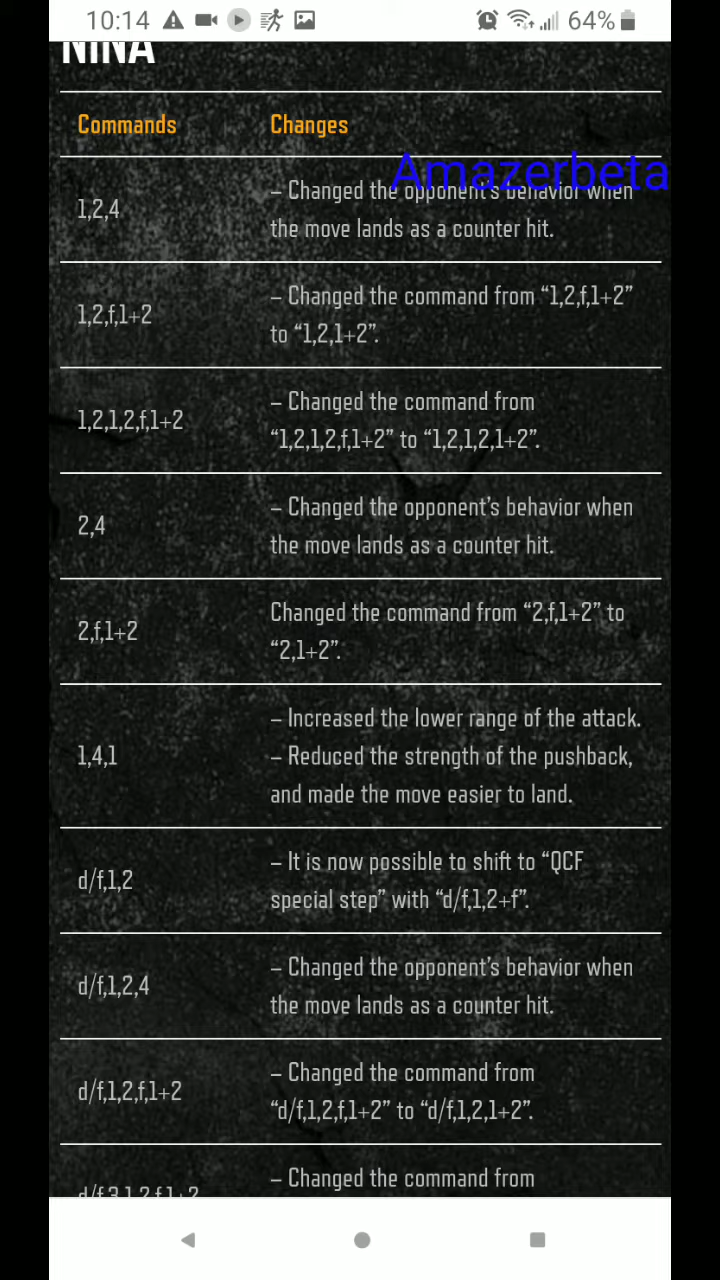 10:14 64%
NINA
Commands Changes
Amazerbeta
1,2,4
– Changed the opponent's behavior when
the move lands as a counter hit.
1,2,f,1+2
– Changed the command from “1,2,f,1+2”
to “1,2,1+2”.
1,2,1,2,f,1+2
– Changed the command from
“1,2,1,2,f,1+2” to “1,2,1,2,1+2”.
2,4
– Changed the opponent's behavior when
the move lands as a counter hit.
2,f,1+2
Changed the command from “2,f,1+2” to
“2,1+2”.
1,4,1
– Increased the lower range of the attack.
– Reduced the strength of the pushback,
and made the move easier to land.
d/f,1,2
– It is now possible to shift to “QCF
special step” with “d/f,1,2+f”.
d/f,1,2,4
– Changed the opponent's behavior when
the move lands as a counter hit.
d/f,1,2,f,1+2
– Changed the command from
“d/f,1,2,f,1+2” to “d/f,1,2,1+2”.
d/f,3,1,2,f,1+2
– Changed the command from